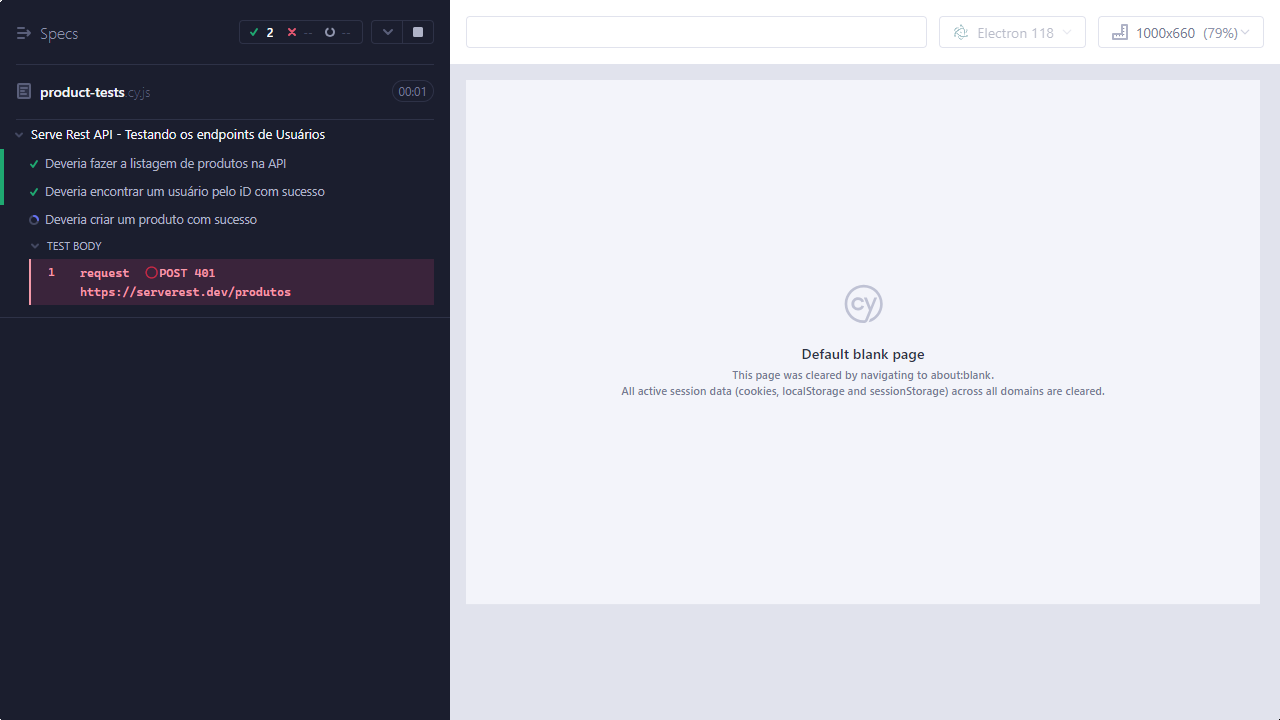 Specs
2 -- --
product-tests.cy.js 00:01
Serve Rest API - Testando os endpoints de Usuários
Deveria fazer a listagem de produtos na API
Deveria encontrar um usuário pelo iD com sucesso
Deveria criar um produto com sucesso
TEST BODY
1 request POST 401
https://serverest.dev/produtos
Electron 118
1000x660 (79%)
cy
Default blank page
This page was cleared by navigating to about:blank.
All active session data (cookies, localStorage and sessionStorage) across all domains are cleared.